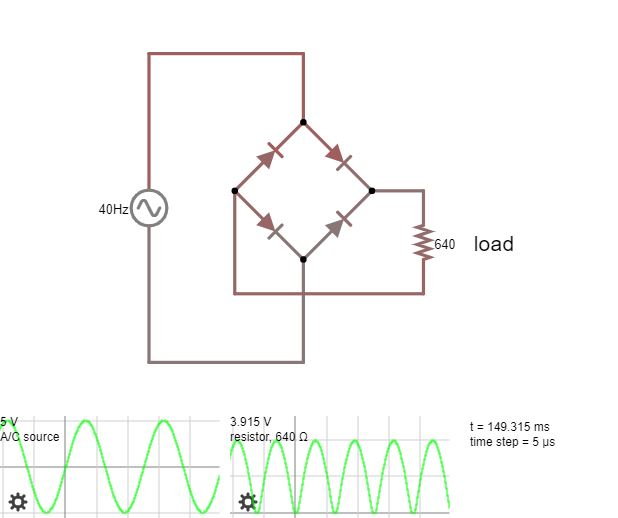 40Hz
640
load
5 V
A/C source
3.915 V
resistor, 640 Ω
t = 149.315 ms
time step = 5 µs